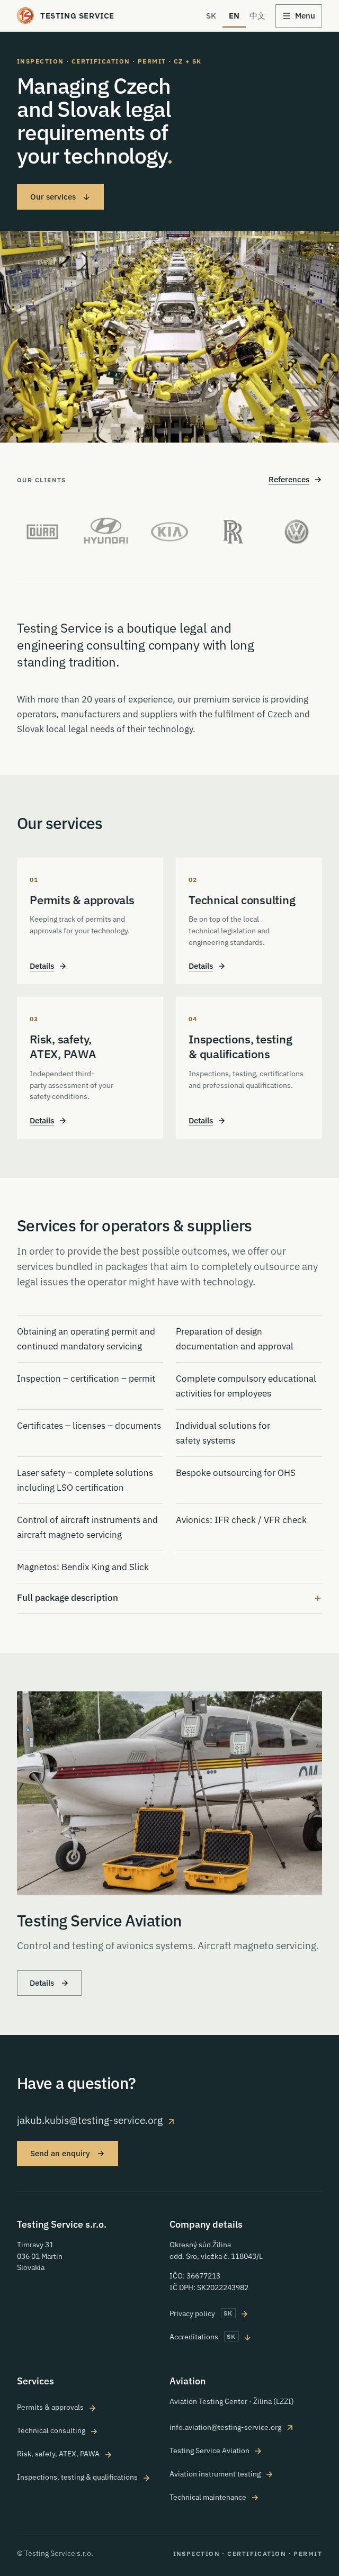 TESTING SERVICE
SK EN 中文 Menu
INSPECTION · CERTIFICATION · PERMIT · CZ + SK
Managing Czech
and Slovak legal
requirements of
your technology.
Our services
OUR CLIENTS
References
DÜRR
HYUNDAI
KIA
RR
VW
Testing Service is a boutique legal and
engineering consulting company with long
standing tradition.
With more than 20 years of experience, our premium service is providing
operators, manufacturers and suppliers with the fulfilment of Czech and
Slovak local legal needs of their technology.
Our services
01
Permits & approvals
Keeping track of permits and
approvals for your technology.
Details
02
Technical consulting
Be on top of the local
technical legislation and
engineering standards.
Details
03
Risk, safety,
ATEX, PAWA
Independent third-
party assessment of your
safety conditions.
Details
04
Inspections, testing
& qualifications
Inspections, testing, certifications
and professional qualifications.
Details
Services for operators & suppliers
In order to provide the best possible outcomes, we offer our
services bundled in packages that aim to completely outsource any
legal issues the operator might have with technology.
Obtaining an operating permit and
continued mandatory servicing
Preparation of design
documentation and approval
Inspection – certification – permit
Complete compulsory educational
activities for employees
Certificates – licenses – documents
Individual solutions for
safety systems
Laser safety – complete solutions
including LSO certification
Bespoke outsourcing for OHS
Control of aircraft instruments and
aircraft magneto servicing
Avionics: IFR check / VFR check
Magnetos: Bendix King and Slick
Full package description +
Testing Service Aviation
Control and testing of avionics systems. Aircraft magneto servicing.
Details
Have a question?
jakub.kubis@testing-service.org
Send an enquiry
Testing Service s.r.o.
Timravy 31
036 01 Martin
Slovakia
Company details
Okresný súd Žilina
odd. Sro, vložka č. 118043/L
IČO: 36677213
IČ DPH: SK2022243982
Privacy policy SK
Accreditations SK
Services
Permits & approvals
Technical consulting
Risk, safety, ATEX, PAWA
Inspections, testing & qualifications
Aviation
Aviation Testing Center - Žilina (LZZI)
info.aviation@testing-service.org
Testing Service Aviation
Aviation instrument testing
Technical maintenance
© Testing Service s.r.o.
INSPECTION · CERTIFICATION · PERMIT